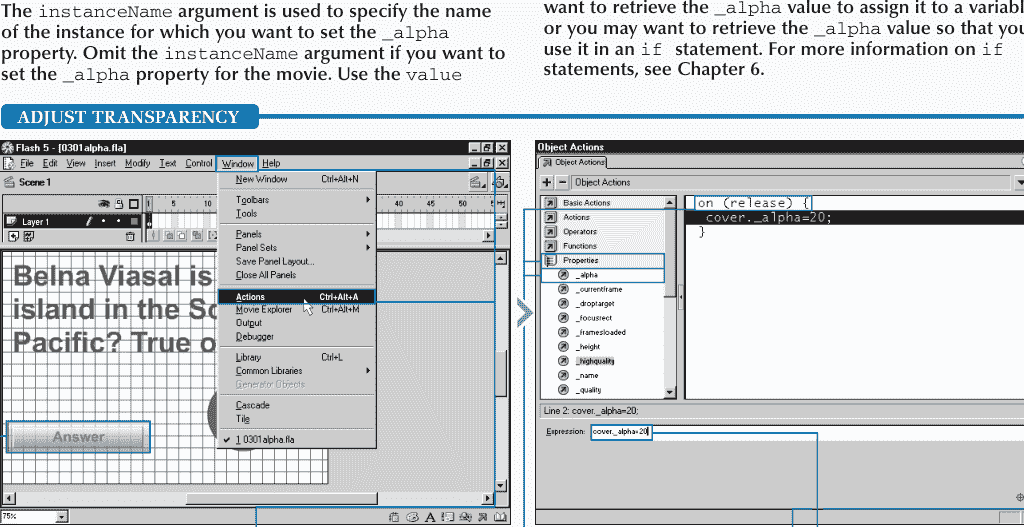 The instanceName argument is used to specify the name
of the instance for which you want to set the _alpha
property. Omit the instanceName argument if you want to
set the _alpha property for the movie. Use the value
want to retrieve the _alpha value to assign it to a variabl
or you may want to retrieve the _alpha value so that you
use it in an if statement. For more information on if
statements, see Chapter 6.
ADJUST TRANSPARENCY
Flash 5 - [0301alpha.fla]
File Edit View Insert Modify Text Control Window Help
Scene 1
1 5 10 40 45 50
Layer 1
Belna Viasal is
island in the So
Pacific? True o
Answer
75%
New Window Ctrl+Alt+N
Toolbars
Tools
Panels
Panel Sets
Save Panel Layout...
Close All Panels
Actions Ctrl+Alt+A
Movie Explorer Ctrl+Alt+M
Output
Debugger
Library Ctrl+L
Common Libraries
Generator Objects
Cascade
Tile
1 0301alpha.fla
Object Actions
Object Actions
Object Actions
Basic Actions
Actions
Operators
Functions
Properties
_alpha
_currentframe
_droptarget
_focusrect
_framesloaded
_height
_highquality
_name
_quality
on (release) {
cover._alpha=20;
}
Line 2: cover._alpha=20;
Expression: cover._alpha=20